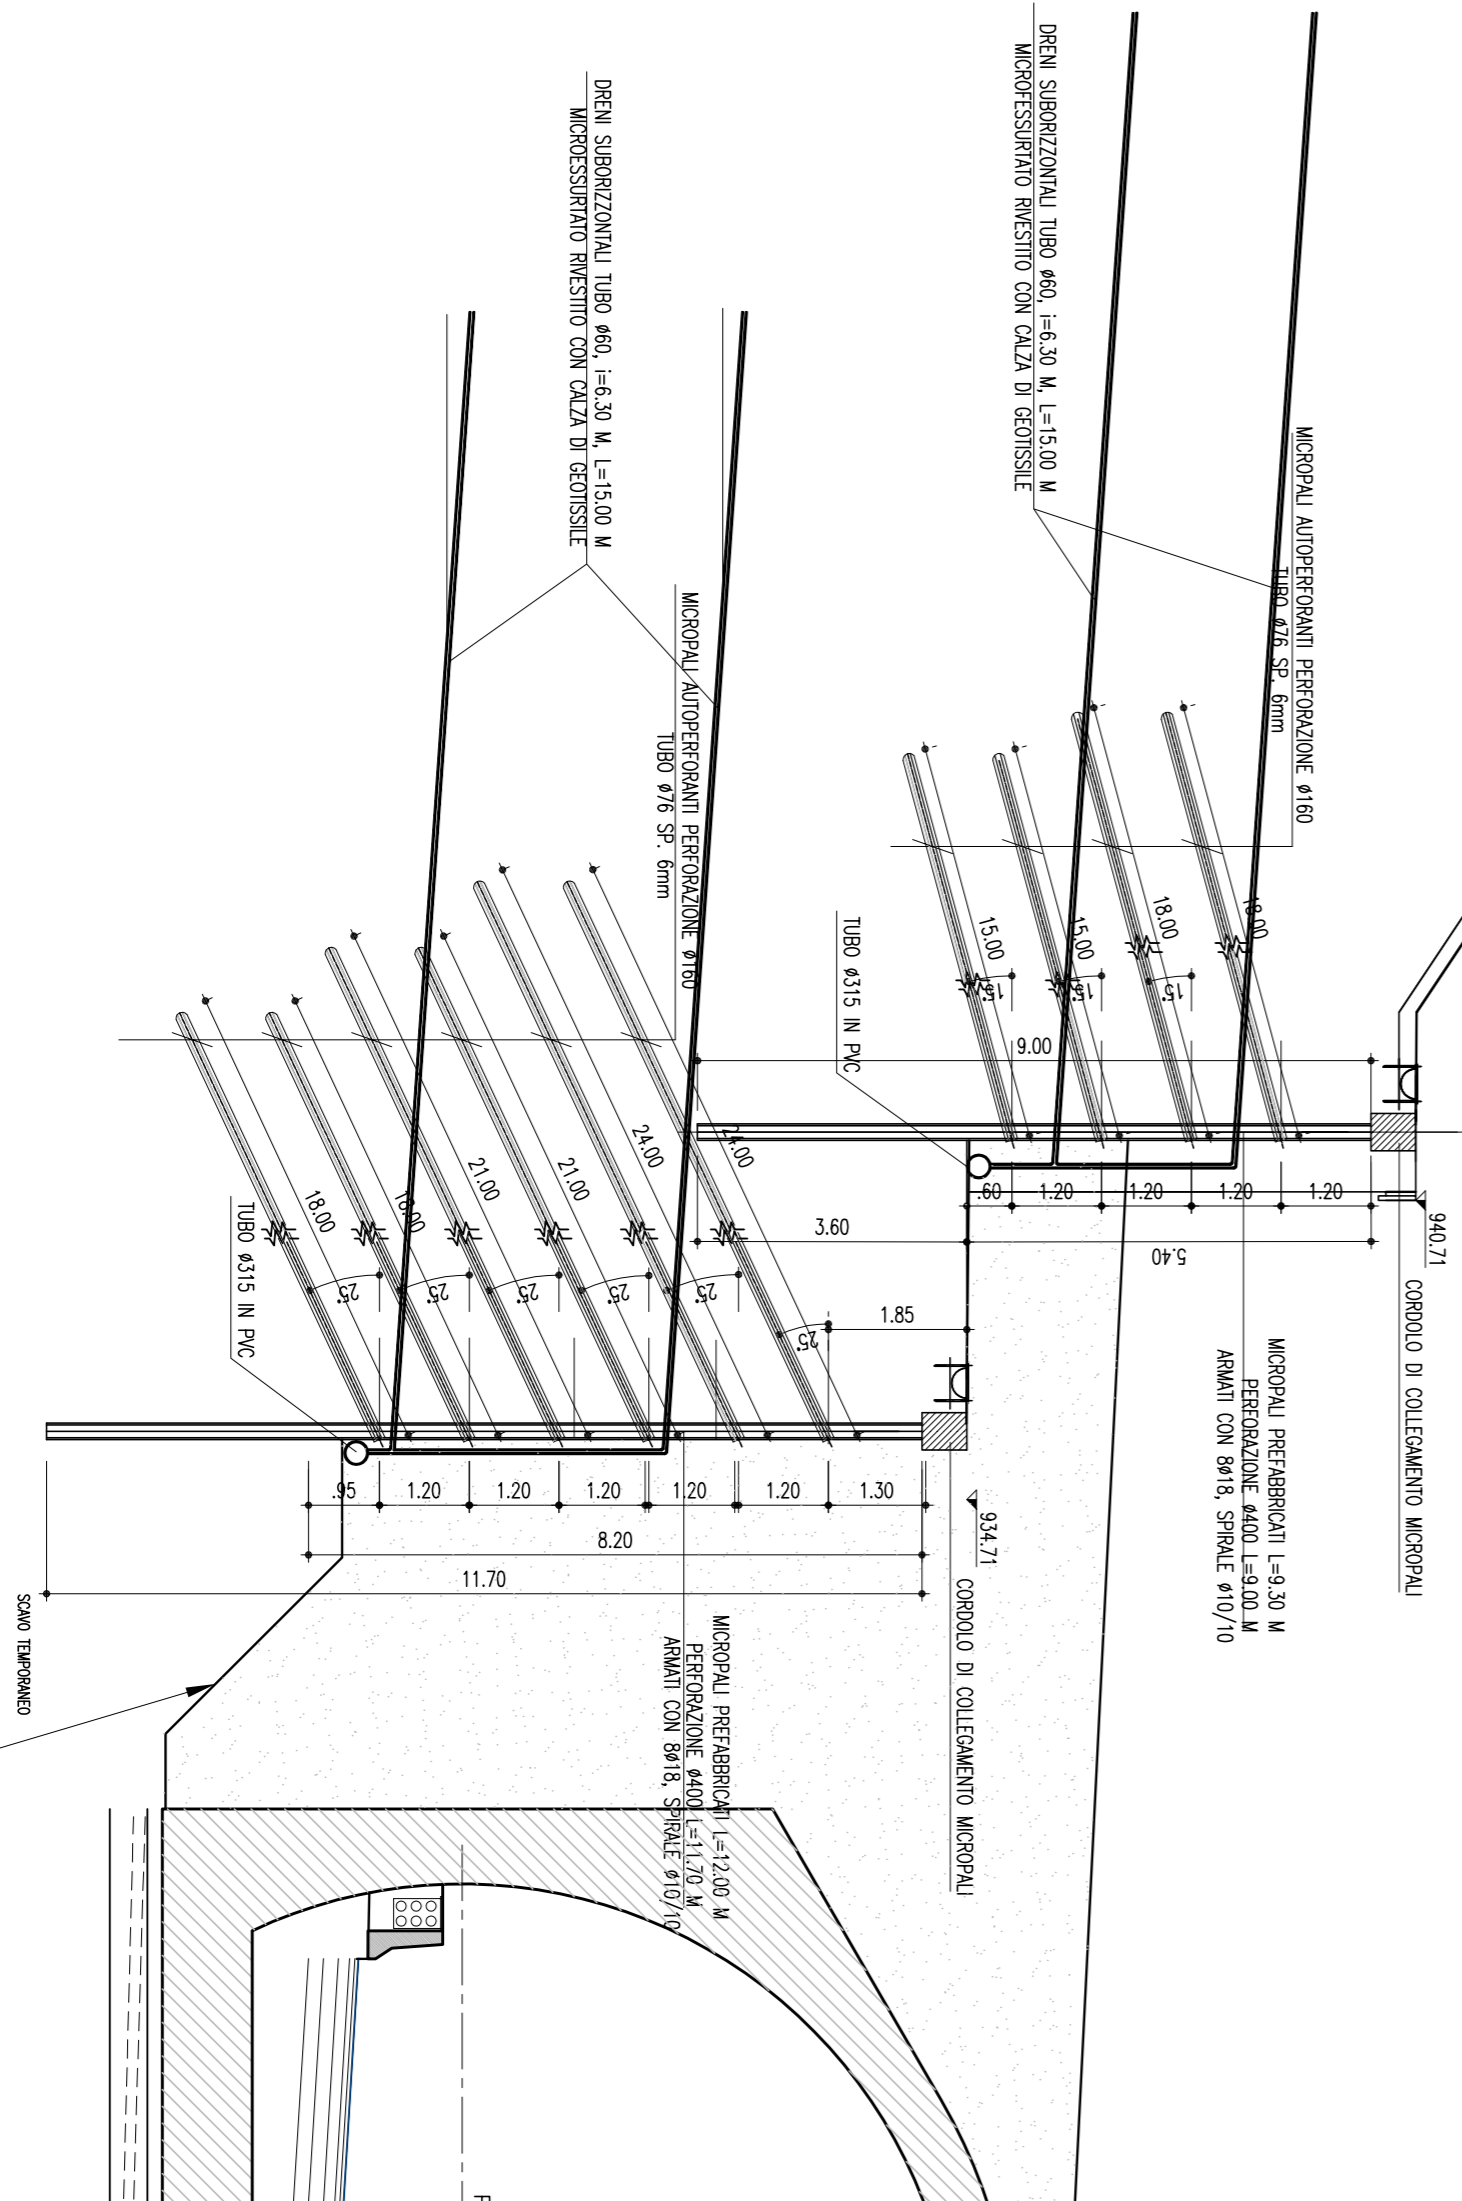 940.71
CORDOLO DI COLLEGAMENTO MICROPALI
MICROPALI AUTOPERFORANTI PERFORAZIONE ø160
TUBO ø76 SP. 6mm
MICROPALI PREFABBRICATI L=9.30 M
PERFORAZIONE ø400 L=9.00 M
ARMATI CON 8ø18, SPIRALE ø10/10
DRENI SUBORIZZONTALI TUBO ø60, i=6.30 M, L=15.00 M
MICROFESSURTATO RIVESTITO CON CALZA DI GEOTISSILE
18.00
18.00
15.00
15.00
15°
15°
15°
9.00
1.20
1.20
1.20
1.20
.60
5.40
3.60
TUBO ø315 IN PVC
934.71
CORDOLO DI COLLEGAMENTO MICROPALI
1.85
MICROPALI AUTOPERFORANTI PERFORAZIONE ø160
TUBO ø76 SP. 6mm
MICROPALI PREFABBRICATI L=12.00 M
PERFORAZIONE ø400 L=11.70 M
ARMATI CON 8ø18, SPIRALE ø10/10
DRENI SUBORIZZONTALI TUBO ø60, i=6.30 M, L=15.00 M
MICROESSURTATO RIVESTITO CON CALZA DI GEOTISSILE
24.00
24.00
21.00
21.00
18.00
18.00
25°
25°
25°
25°
25°
25°
1.30
1.20
1.20
1.20
1.20
1.20
.95
8.20
11.70
TUBO ø315 IN PVC
SCAVO TEMPORANEO